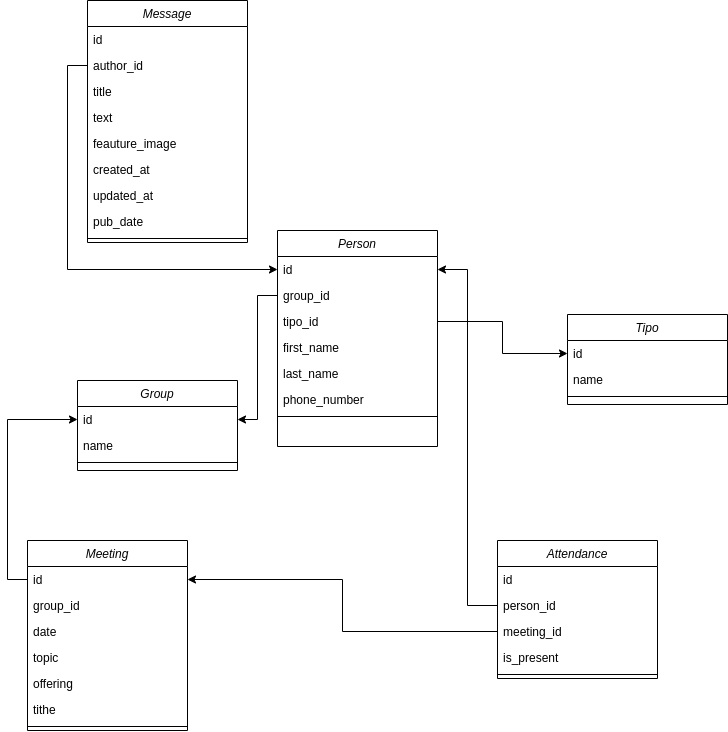 Message
id
author_id
title
text
feauture_image
created_at
updated_at
pub_date
Person
id
group_id
tipo_id
first_name
last_name
phone_number
Tipo
id
name
Group
id
name
Meeting
id
group_id
date
topic
offering
tithe
Attendance
id
person_id
meeting_id
is_present